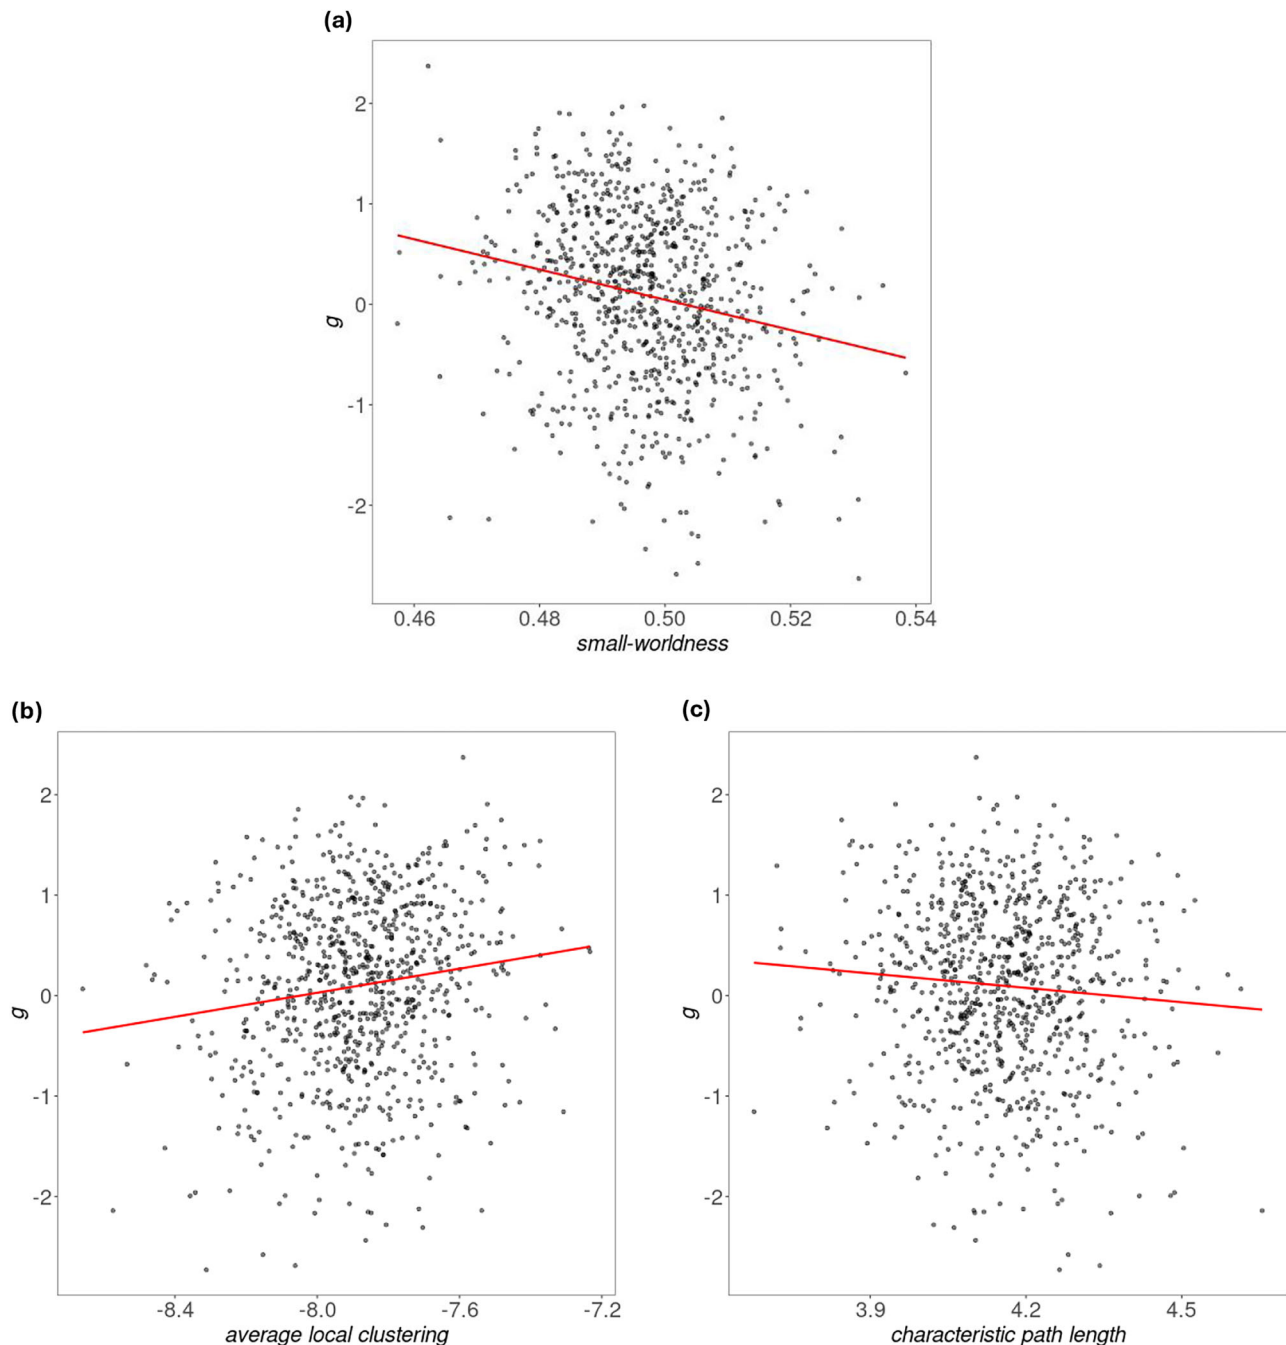 (a)
2
1
0
-1
-2
g
0.46 0.48 0.50 0.52 0.54
small-worldness
(b)
2
1
0
-1
-2
g
-8.4 -8.0 -7.6 -7.2
average local clustering
(c)
2
1
0
-1
-2
g
3.9 4.2 4.5
characteristic path length